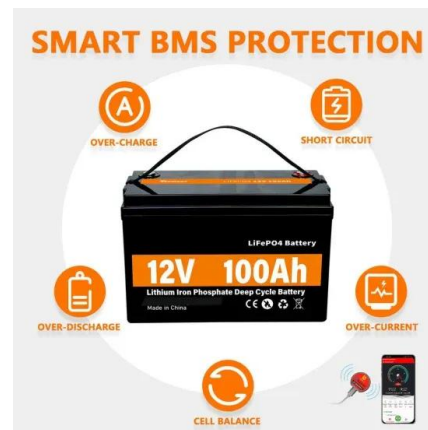 SMART BMS PROTECTION
A
OVER-CHARGE
SHORT CIRCUIT
LiFePO4 Battery
12V 100Ah
Lithium Iron Phosphate Deep Cycle Battery
Made in China
CE
OVER-DISCHARGE
OVER-CURRENT
CELL BALANCE